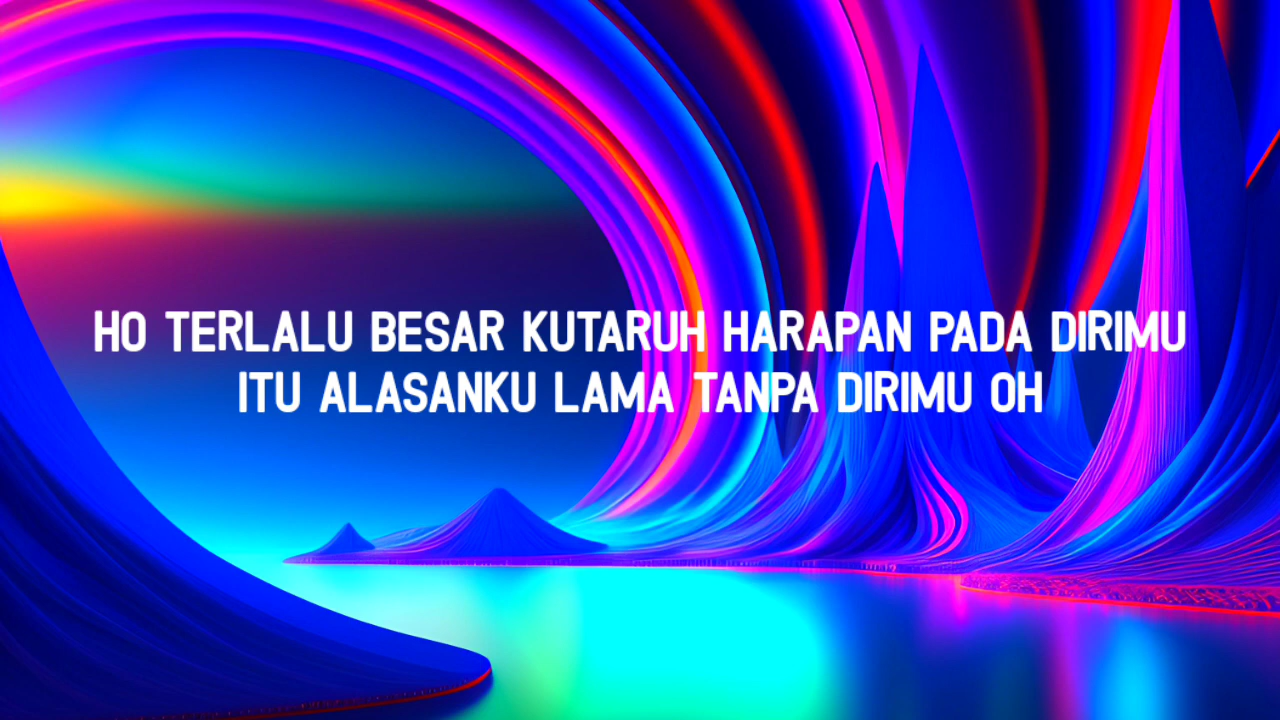 HO TERLALU BESAR KUTARUH HARAPAN PADA DIRIMU
ITU ALASANKU LAMA TANPA DIRIMU OH